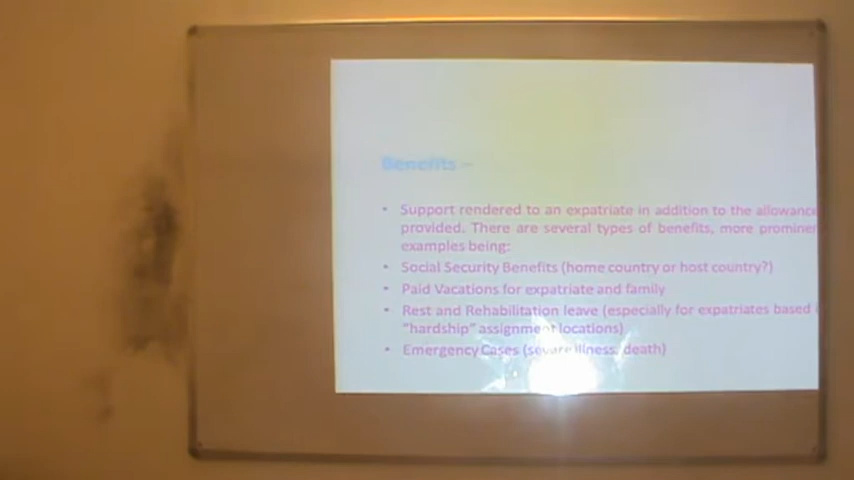 Benefits –
• Support rendered to an expatriate in addition to the allowance
provided. There are several types of benefits, more prominen
examples being:
• Social Security Benefits (home country or host country?)
• Paid Vacations for expatriate and family
• Rest and Rehabilitation leave (especially for expatriates based i
"hardship" assignment locations)
• Emergency Cases (severe illness, death)